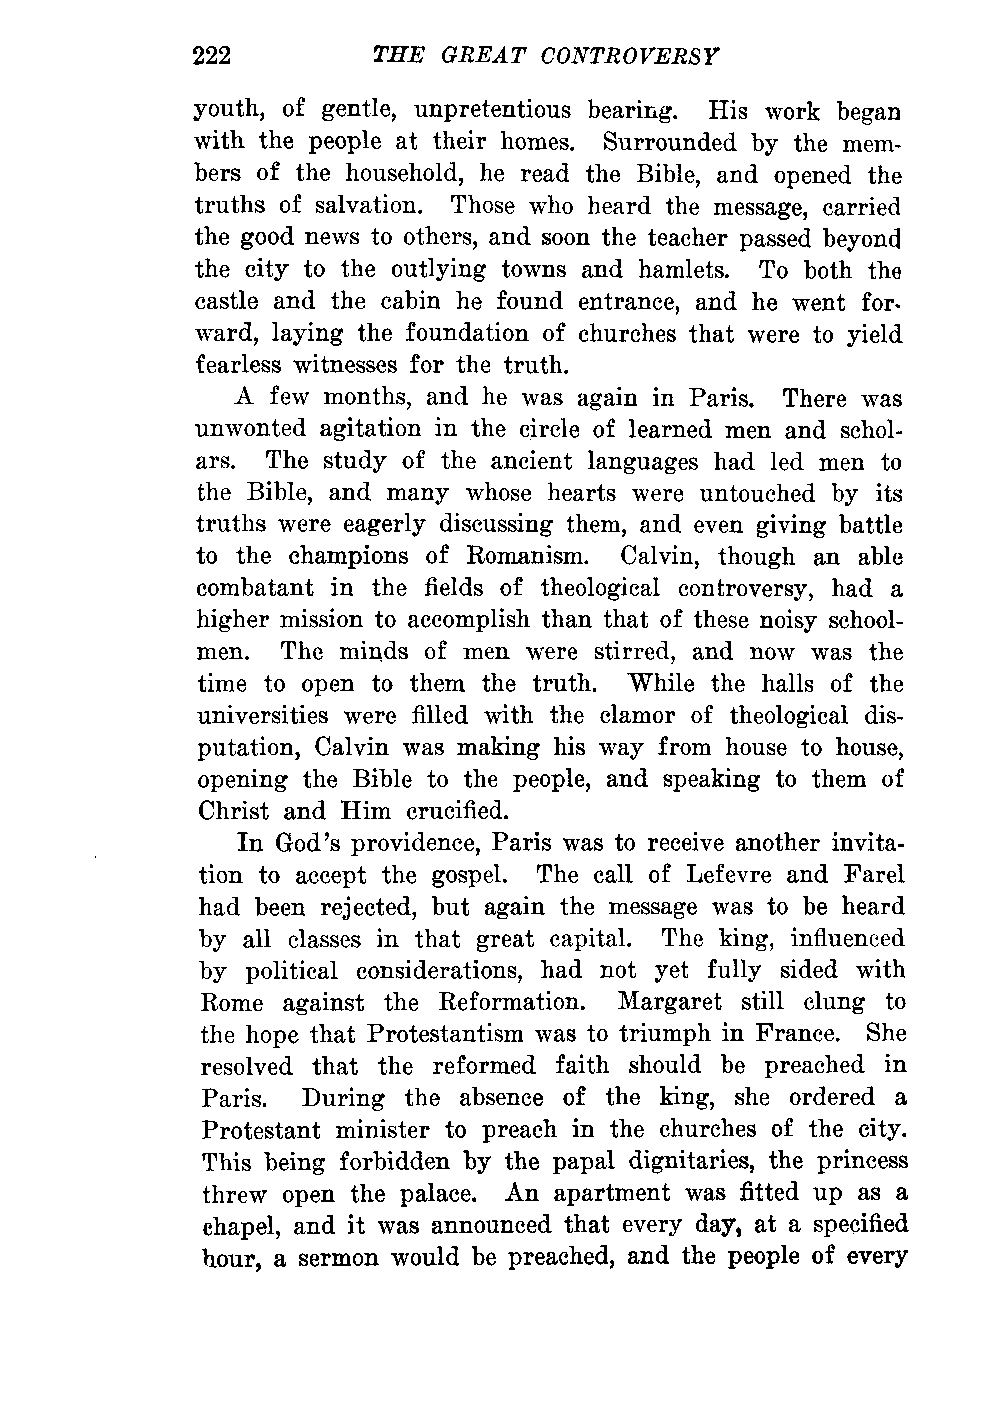 222 THE GREAT CONTROVERSY
youth, of gentle, unpretentious bearing. His work began
with the people at their homes. Surrounded by the mem-
bers of the household, he read the Bible, and opened the
truths of salvation. Those who heard the message, carried
the good news to others, and soon the teacher passed beyond
the city to the outlying towns and hamlets. To both the
castle and the cabin he found entrance, and he went for-
ward, laying the foundation of churches that were to yield
fearless witnesses for the truth.
A few months, and he was again in Paris. There was
unwonted agitation in the circle of learned men and schol-
ars. The study of the ancient languages had led men to
the Bible, and many whose hearts were untouched by its
truths were eagerly discussing them, and even giving battle
to the champions of Romanism. Calvin, though an able
combatant in the fields of theological controversy, had a
higher mission to accomplish than that of these noisy school-
men. The minds of men were stirred, and now was the
time to open to them the truth. While the halls of the
universities were filled with the clamor of theological dis-
putation, Calvin was making his way from house to house,
opening the Bible to the people, and speaking to them of
Christ and Him crucified.
In God's providence, Paris was to receive another invita-
tion to accept the gospel. The call of Lefevre and Farel
had been rejected, but again the message was to be heard
by all classes in that great capital. The king, influenced
by political considerations, had not yet fully sided with
Rome against the Reformation. Margaret still clung to
the hope that Protestantism was to triumph in France. She
resolved that the reformed faith should be preached in
Paris. During the absence of the king, she ordered a
Protestant minister to preach in the churches of the city.
This being forbidden by the papal dignitaries, the princess
threw open the palace. An apartment was fitted up as a
chapel, and it was announced that every day, at a specified
hour, a sermon would be preached, and the people of every